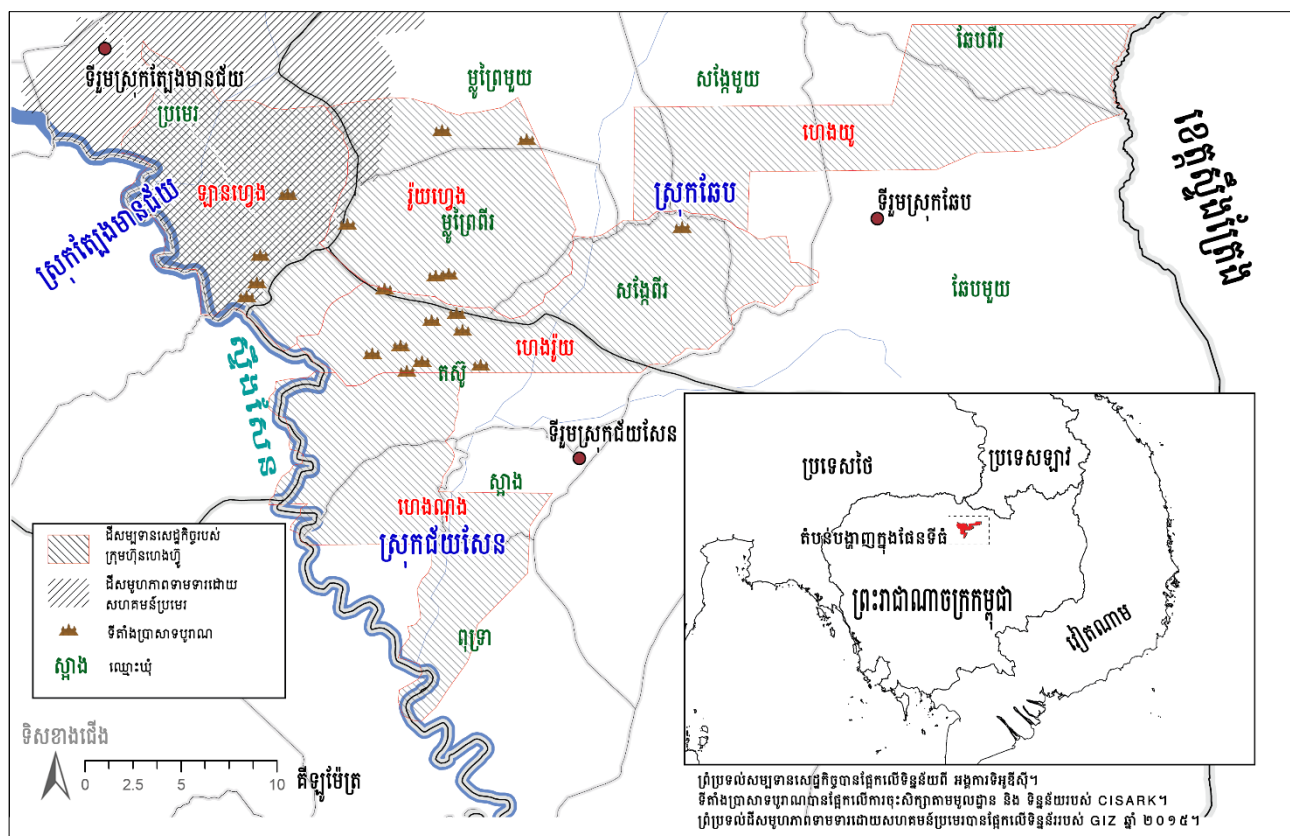 ទីរួមស្រុកត្បែងមានជ័យ
ប្រមេរ
ម្លូព្រៃមួយ
សង្កែមួយ
ឆែបពីរ
ហេងយូ
ខេត្តស្ទឹងត្រែង
ឡានហ្វេង
រ៉ូយហ្វេង
ម្លូព្រៃពីរ
ស្រុកឆែប
ទីរួមស្រុកឆែប
ស្រុកត្បែងមានជ័យ
សង្កែពីរ
ឆែបមួយ
ហេងរ៉ូយ
តស៊ូ
ស្ទឹងសែន
ទីរួមស្រុកជ័យសែន
ស្អាង
ហេងណុង
ស្រុកជ័យសែន
ពុទ្រា
ប្រទេសថៃ
ប្រទេសឡាវ
តំបន់បង្ហាញក្នុងផែនទីធំ
ព្រះរាជាណាចក្រកម្ពុជា
វៀតណាម
ដីសម្បទានសេដ្ឋកិច្ចរបស់
ក្រុមហ៊ុនហេងហ្វ៊ូ
ដីសមូហភាពទាមទារដោយ
សហគមន៍ប្រមេរ
ទីតាំងប្រាសាទបូរាណ
ស្អាង ឈ្មោះឃុំ
ទិសខាងជើង
0 2.5 5 10
គីឡូម៉ែត្រ
ព្រំប្រទល់សម្បទានសេដ្ឋកិច្ចបានផ្អែកលើទិន្នន័យពី អង្គការទិអូឌីស៊ី។
ទីតាំងប្រាសាទបូរាណបានផ្អែកលើការចុះសិក្សាតាមមូលដ្ឋាន និង ទិន្នន័យរបស់ CISARK។
ព្រំប្រទល់ដីសមូហភាពទាមទារដោយសហគមន៍ប្រមេរបានផ្អែកលើទិន្នន័ររបស់ GIZ ឆ្នាំ ២០១៥។